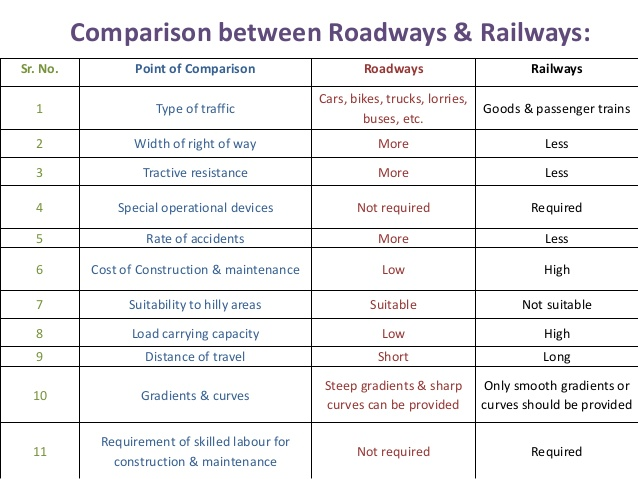 Comparison between Roadways & Railways:
Sr. No. Point of Comparison Roadways Railways
1 Type of traffic Cars, bikes, trucks, lorries, buses, etc. Goods & passenger trains
2 Width of right of way More Less
3 Tractive resistance More Less
4 Special operational devices Not required Required
5 Rate of accidents More Less
6 Cost of Construction & maintenance Low High
7 Suitability to hilly areas Suitable Not suitable
8 Load carrying capacity Low High
9 Distance of travel Short Long
10 Gradients & curves Steep gradients & sharp curves can be provided Only smooth gradients or curves should be provided
11 Requirement of skilled labour for construction & maintenance Not required Required